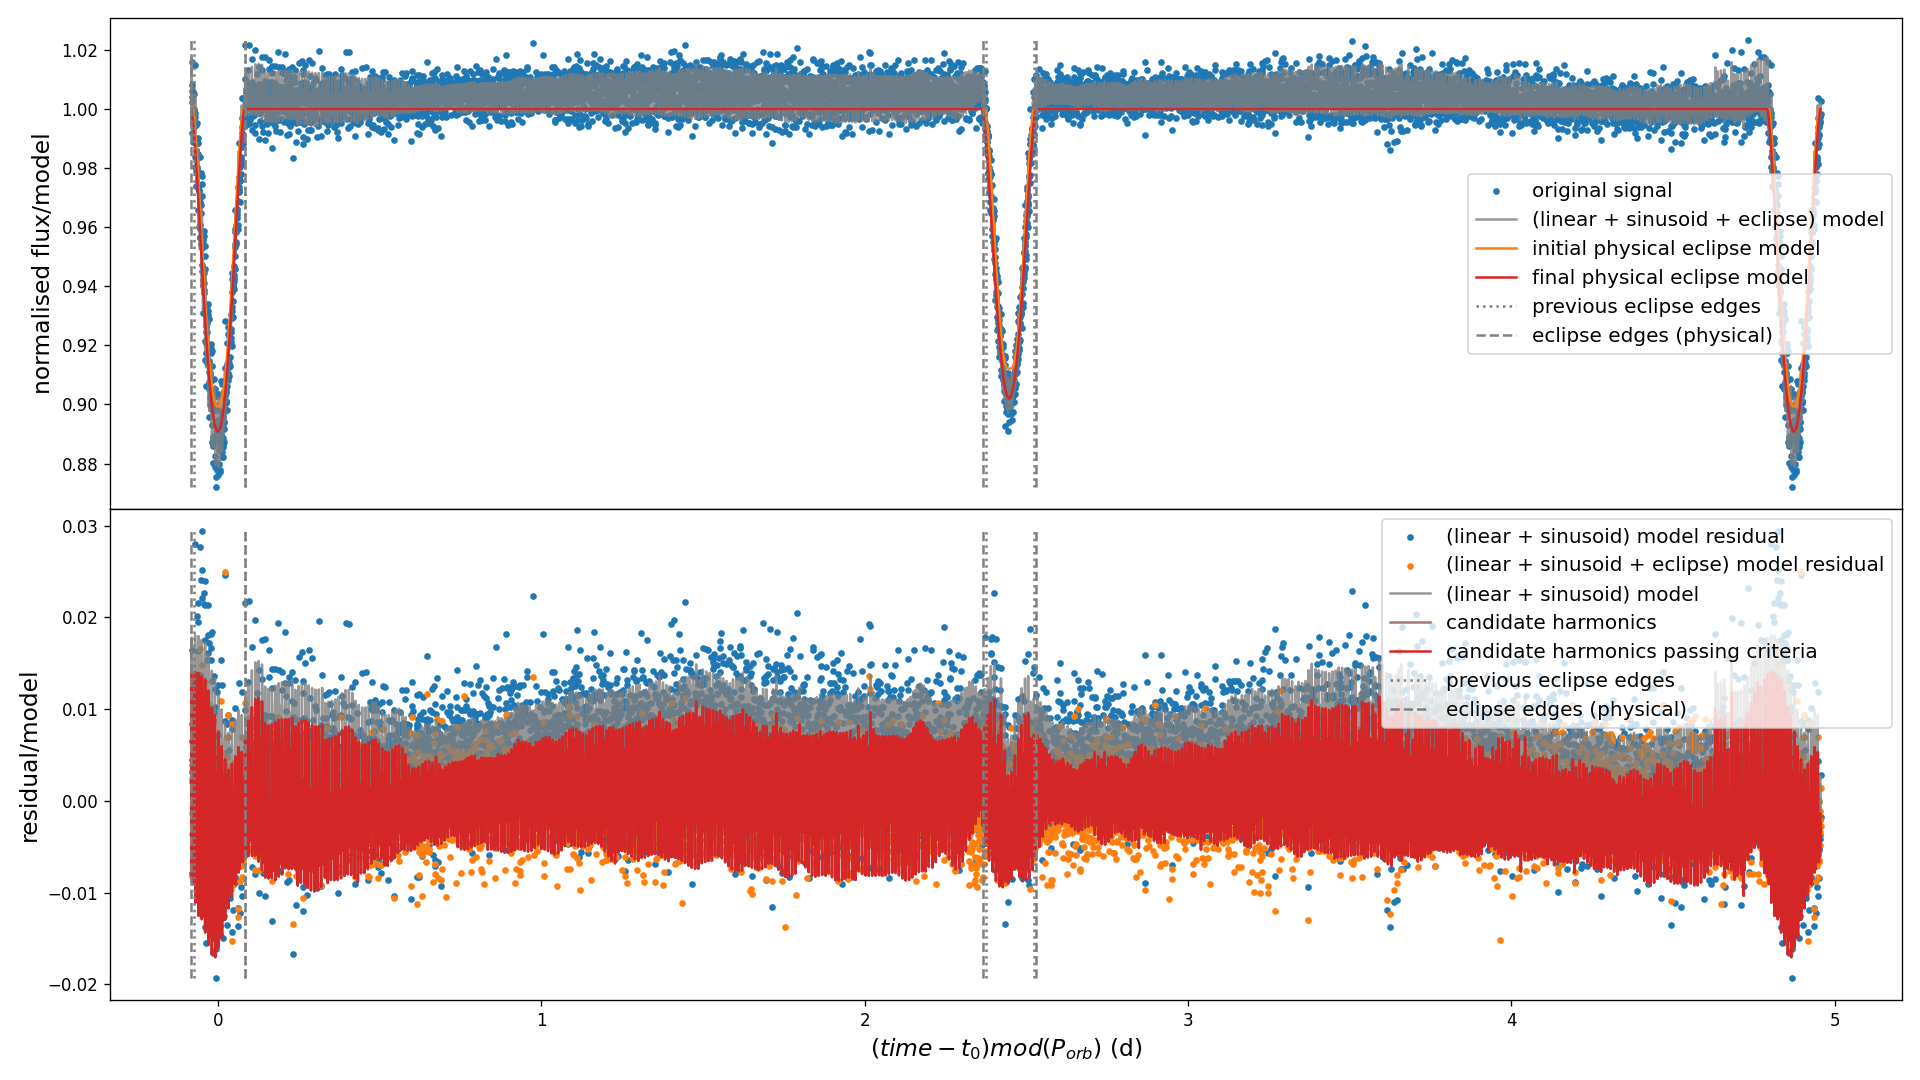 normalised flux/model
1.02
1.00
0.98
0.96
0.94
0.92
0.90
0.88
original signal
(linear + sinusoid + eclipse) model
initial physical eclipse model
final physical eclipse model
previous eclipse edges
eclipse edges (physical)
residual/model
0.03
0.02
0.01
0.00
−0.01
−0.02
(linear + sinusoid) model residual
(linear + sinusoid + eclipse) model residual
(linear + sinusoid) model
candidate harmonics
candidate harmonics passing criteria
previous eclipse edges
eclipse edges (physical)
0 1 2 3 4 5
(time − t₀)mod(P_orb) (d)